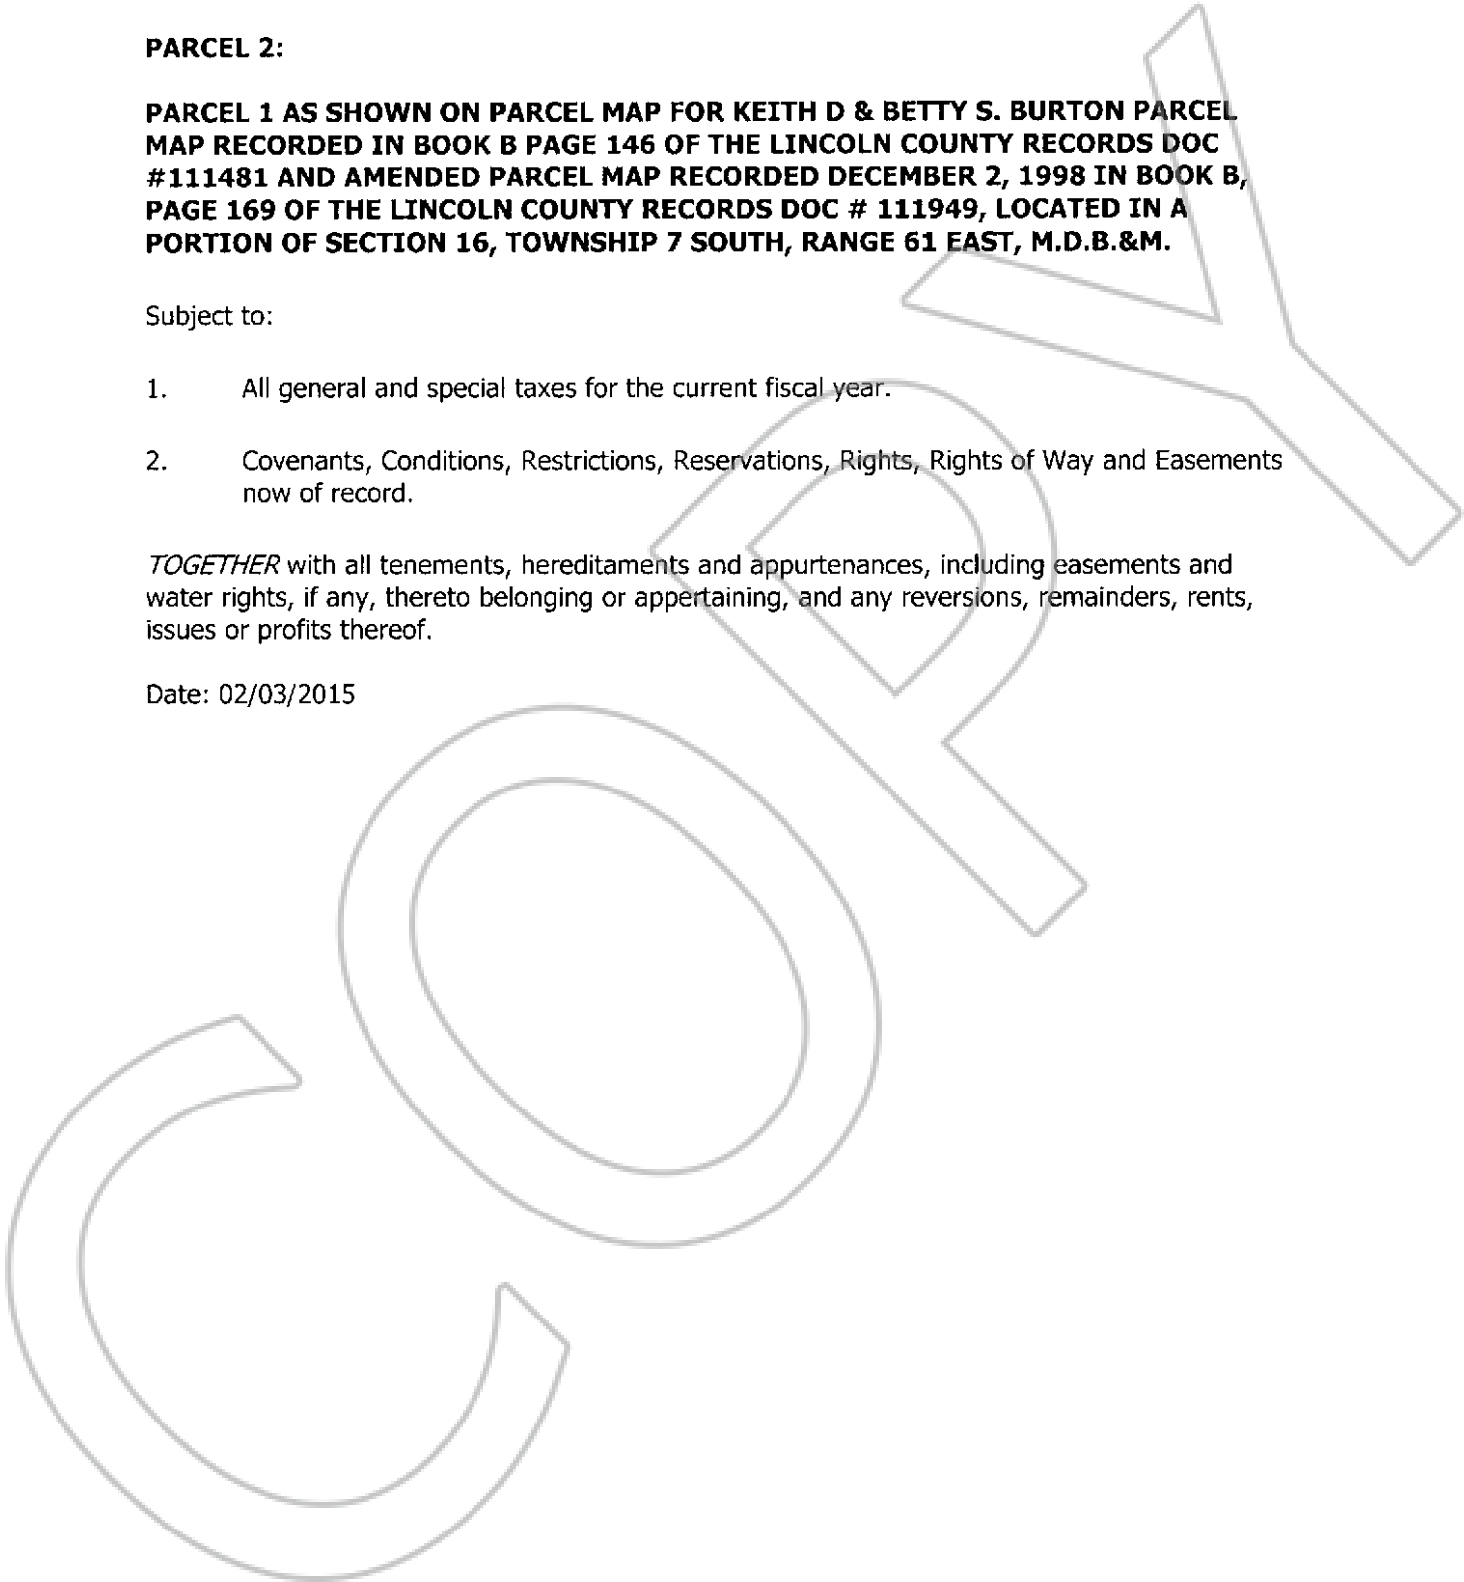 PARCEL 2:
PARCEL 1 AS SHOWN ON PARCEL MAP FOR KEITH D & BETTY S. BURTON PARCEL
MAP RECORDED IN BOOK B PAGE 146 OF THE LINCOLN COUNTY RECORDS DOC
#111481 AND AMENDED PARCEL MAP RECORDED DECEMBER 2, 1998 IN BOOK B,
PAGE 169 OF THE LINCOLN COUNTY RECORDS DOC # 111949, LOCATED IN A
PORTION OF SECTION 16, TOWNSHIP 7 SOUTH, RANGE 61 EAST, M.D.B.&M.
Subject to:
1. All general and special taxes for the current fiscal year.
2. Covenants, Conditions, Restrictions, Reservations, Rights, Rights of Way and Easements
now of record.
TOGETHER with all tenements, hereditaments and appurtenances, including easements and
water rights, if any, thereto belonging or appertaining, and any reversions, remainders, rents,
issues or profits thereof.
Date: 02/03/2015
COPY